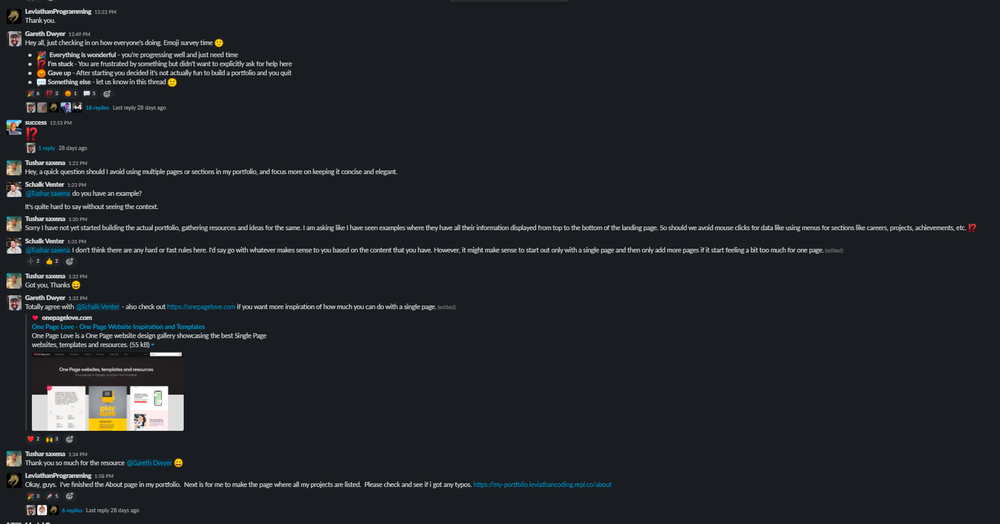 LeviathanProgramming 12:22 PM
Thank you.
Gareth Dwyer 12:49 PM
Hey all, just checking in on how everyone's doing. Emoji survey time 🙂
• 🎉 Everything is wonderful - you're progressing well and just need time
• ⁉️ I'm stuck - You are frustrated by something but didn't want to explicitly ask for help here
• 😡 Gave up - After starting you decided it's not actually fun to build a portfolio and you quit
• 💬 Something else - let us know in this thread 🙂
🎉 6 ⁉️ 3 😡 1 💬 5
+4 18 replies Last reply 28 days ago
success 12:53 PM
⁉️
1 reply 28 days ago
Tushar saxena 1:22 PM
Hey, a quick question should I avoid using multiple pages or sections in my portfolio, and focus more on keeping it concise and elegant.
Schalk Venter 1:23 PM
@Tushar saxena do you have an example?
It's quite hard to say without seeing the context.
Tushar saxena 1:30 PM
Sorry I have not yet started building the actual portfolio, gathering resources and ideas for the same. I am asking like I have seen examples where they have all their information displayed from top to the bottom of the landing page. So should we avoid mouse clicks for data like using menus for sections like careers, projects, achievements, etc. ⁉️
Schalk Venter 1:31 PM
@Tushar saxena I don't think there are any hard or fast rules here. I'd say go with whatever makes sense to you based on the content that you have. However, it might make sense to start out only with a single page and then only add more pages if it start feeling a bit too much for one page. (edited)
➕ 2 👍 2
Tushar saxena 1:32 PM
Got you, Thanks 😄
Gareth Dwyer 1:32 PM
Totally agree with @Schalk Venter - also check out https://onepagelove.com if you want more inspiration of how much you can do with a single page. (edited)
onepagelove.com
One Page Love - One Page Website Inspiration and Templates
One Page Love is a One Page website design gallery showcasing the best Single Page
websites, templates and resources. (55 kB)
One Page websites, templates and resources
❤️ 2 🙌 3
Tushar saxena 1:34 PM
Thank you so much for the resource @Gareth Dwyer 😄
LeviathanProgramming 1:58 PM
Okay, guys. I've finished the About page in my portfolio. Next is for me to make the page where all my projects are listed. Please check and see if i got any typos. https://my-portfolio.leviathancoding.repl.co/about
🎉 3 🚀 5
6 replies Last reply 28 days ago